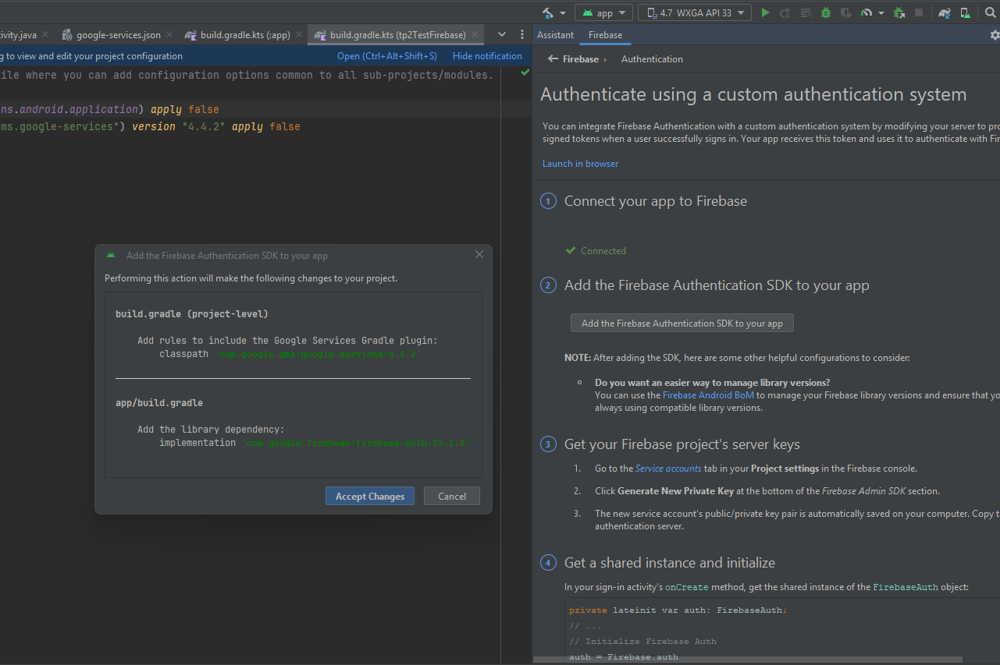 app
4.7 WXGA API 33
ivity.java
google-services.json
build.gradle.kts (:app)
build.gradle.kts (tp2TestFirebase)
Assistant
Firebase
g to view and edit your project configuration
Open (Ctrl+Alt+Shift+S)
Hide notification
Firebase
Authentication
ile where you can add configuration options common to all sub-projects/modules.
ns.android.application) apply false
ms.google-services") version "4.4.2" apply false
Authenticate using a custom authentication system
You can integrate Firebase Authentication with a custom authentication system by modifying your server to pro
signed tokens when a user successfully signs in. Your app receives this token and uses it to authenticate with Fir
Launch in browser
1 Connect your app to Firebase
Connected
2 Add the Firebase Authentication SDK to your app
Add the Firebase Authentication SDK to your app
NOTE: After adding the SDK, here are some other helpful configurations to consider:
Do you want an easier way to manage library versions?
You can use the Firebase Android BoM to manage your Firebase library versions and ensure that you
always using compatible library versions.
3 Get your Firebase project's server keys
1. Go to the Service accounts tab in your Project settings in the Firebase console.
2. Click Generate New Private Key at the bottom of the Firebase Admin SDK section.
3. The new service account's public/private key pair is automatically saved on your computer. Copy t
authentication server.
4 Get a shared instance and initialize
In your sign-in activity's onCreate method, get the shared instance of the FirebaseAuth object:
private lateinit var auth: FirebaseAuth;
// ...
// Initialize Firebase Auth
auth = Firebase.auth
Add the Firebase Authentication SDK to your app
Performing this action will make the following changes to your project.
build.gradle (project-level)
Add rules to include the Google Services Gradle plugin:
classpath 'com.google.gms:google-services:4.4.2'
app/build.gradle
Add the library dependency:
implementation 'com.google.firebase:firebase-auth:23.1.0'
Accept Changes
Cancel